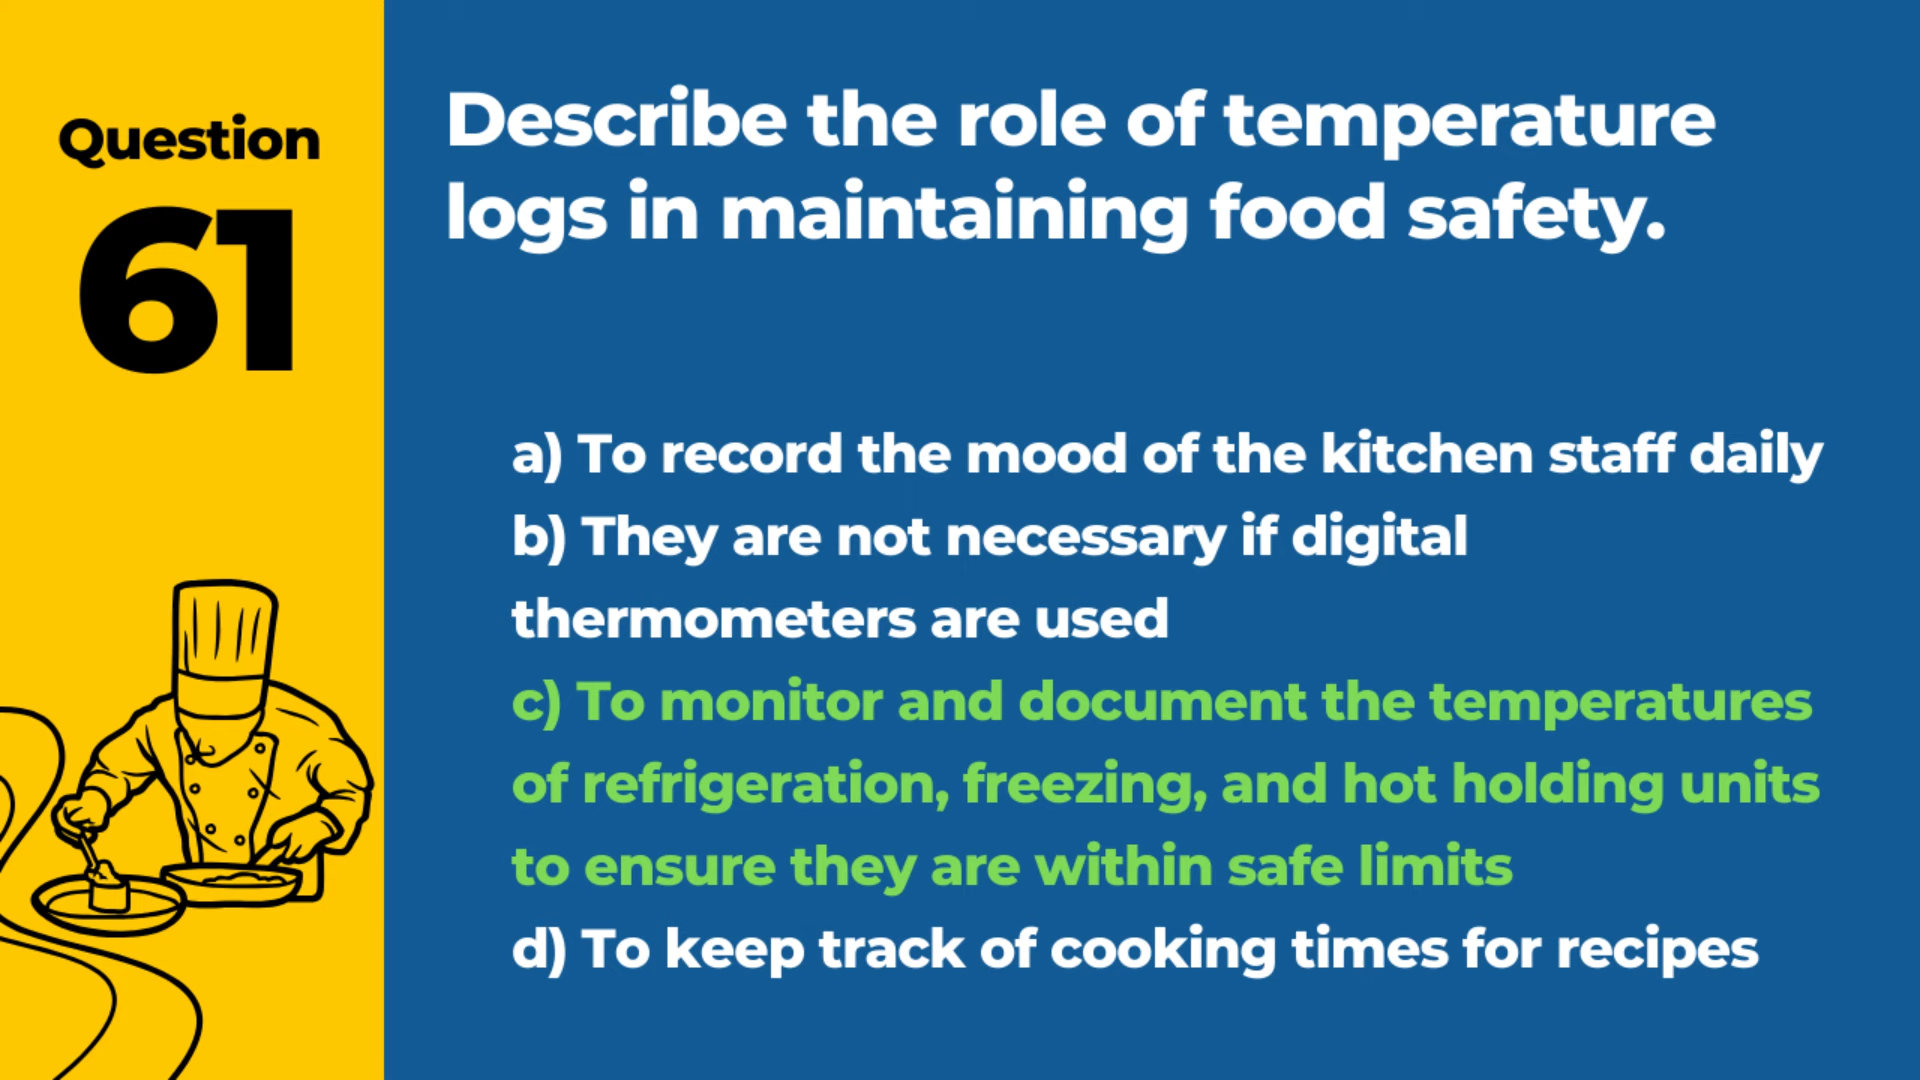 Question
61
Describe the role of temperature
logs in maintaining food safety.
a) To record the mood of the kitchen staff daily
b) They are not necessary if digital
thermometers are used
c) To monitor and document the temperatures
of refrigeration, freezing, and hot holding units
to ensure they are within safe limits
d) To keep track of cooking times for recipes